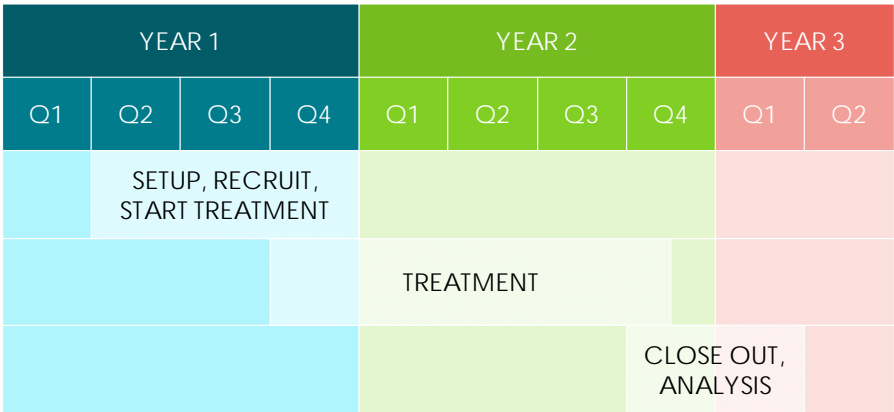 YEAR 1 YEAR 2 YEAR 3
Q1 Q2 Q3 Q4 Q1 Q2 Q3 Q4 Q1 Q2
SETUP, RECRUIT,
START TREATMENT
TREATMENT
CLOSE OUT,
ANALYSIS